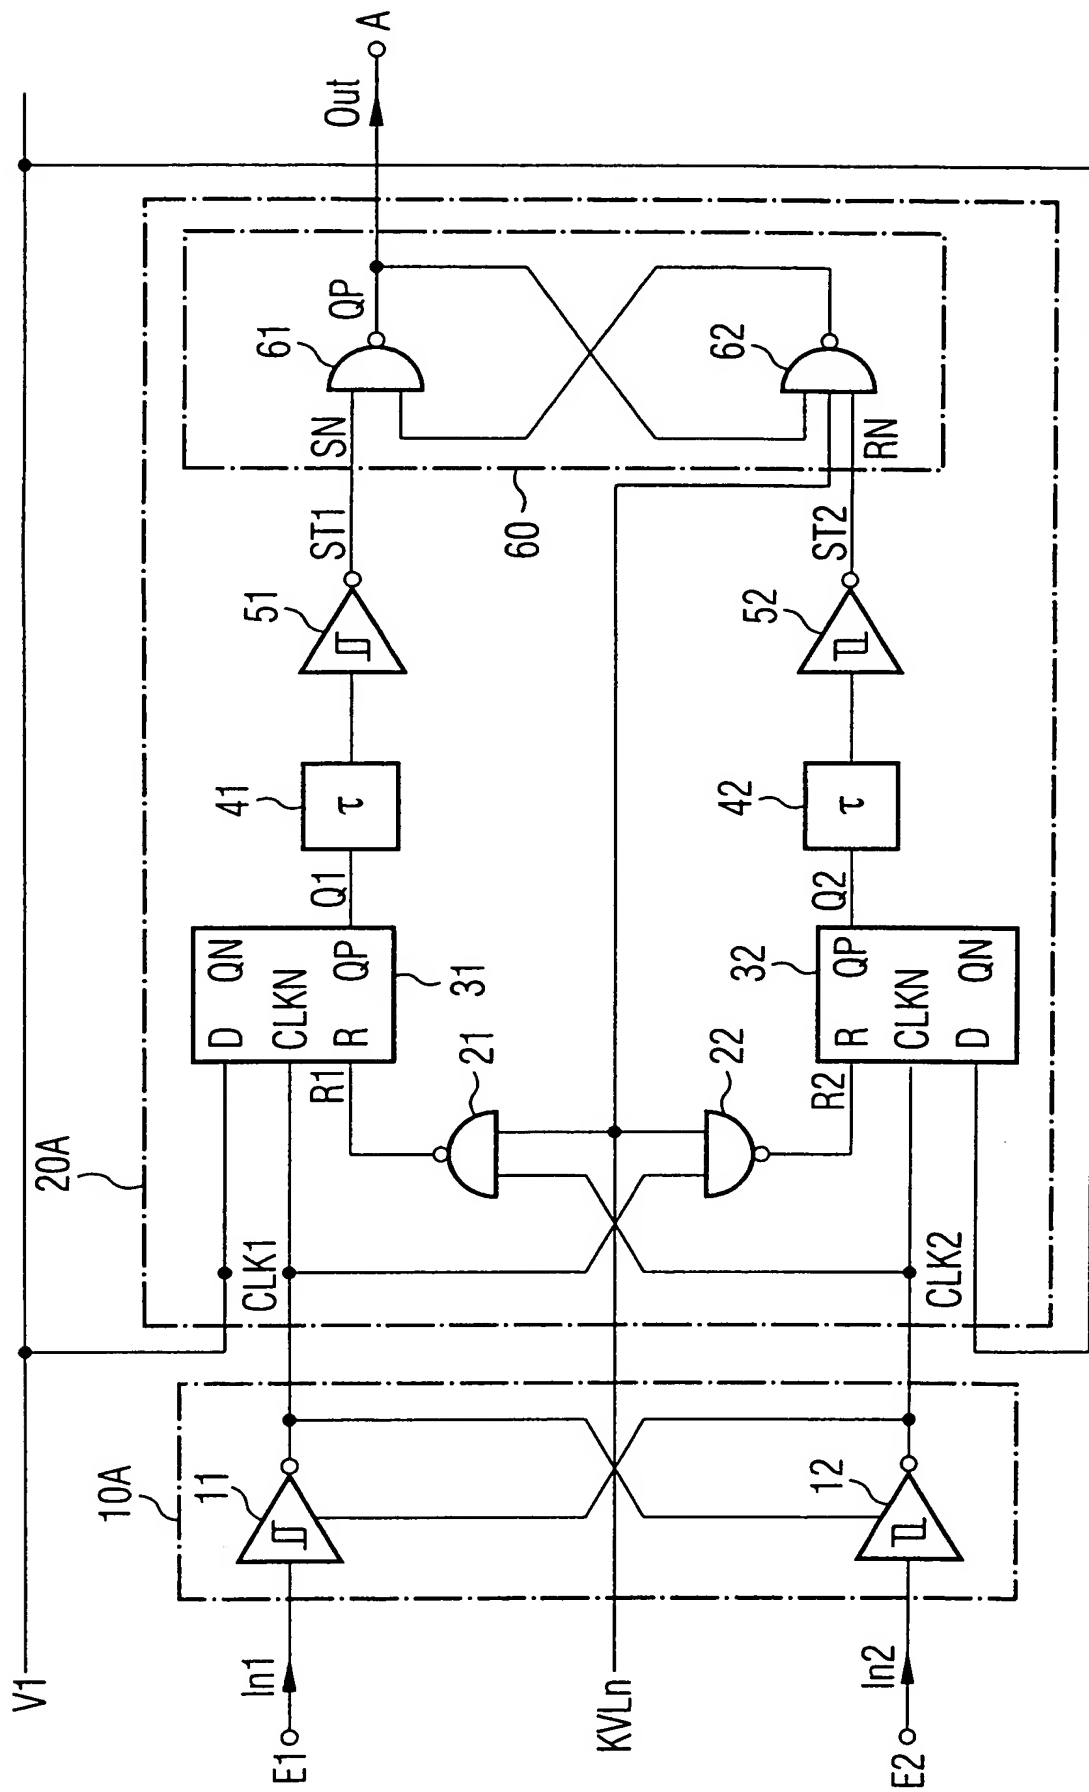 V1
E1
In1
KVLn
E2
In2
10A
11
12
20A
CLK1
CLK2
R1
21
22
R2
D
QN
CLKN
R
QP
31
32
R
QP
CLKN
D
QN
Q1
Q2
41
τ
42
τ
51
52
ST1
ST2
60
SN
RN
61
62
QP
Out
A